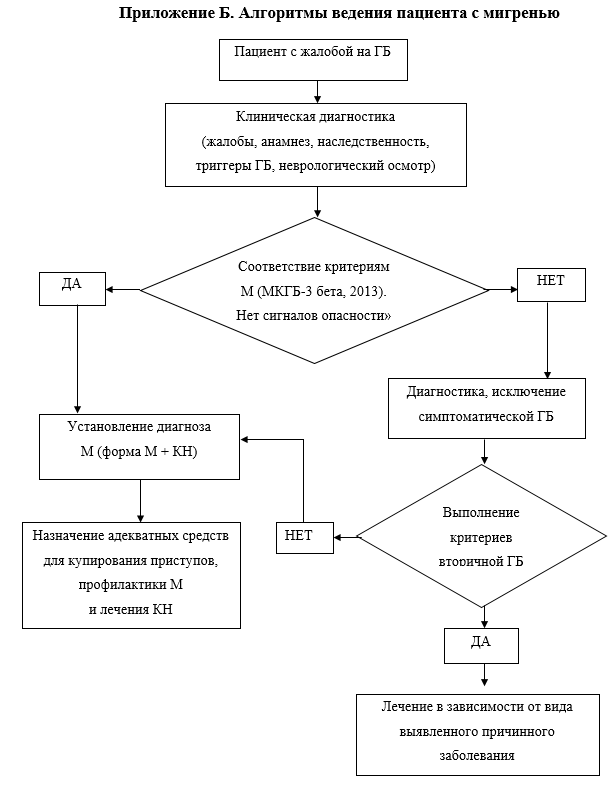 Приложение Б. Алгоритмы ведения пациента с мигренью
Пациент с жалобой на ГБ
Клиническая диагностика
(жалобы, анамнез, наследственность,
триггеры ГБ, неврологический осмотр)
Соответствие критериям
М (МКГБ-3 бета, 2013).
Нет сигналов опасности»
ДА
НЕТ
Диагностика, исключение
симптоматической ГБ
Установление диагноза
М (форма М + КН)
Выполнение
критериев
вторичной ГБ
НЕТ
Назначение адекватных средств
для купирования приступов,
профилактики М
и лечения КН
ДА
Лечение в зависимости от вида
выявленного причинного
заболевания